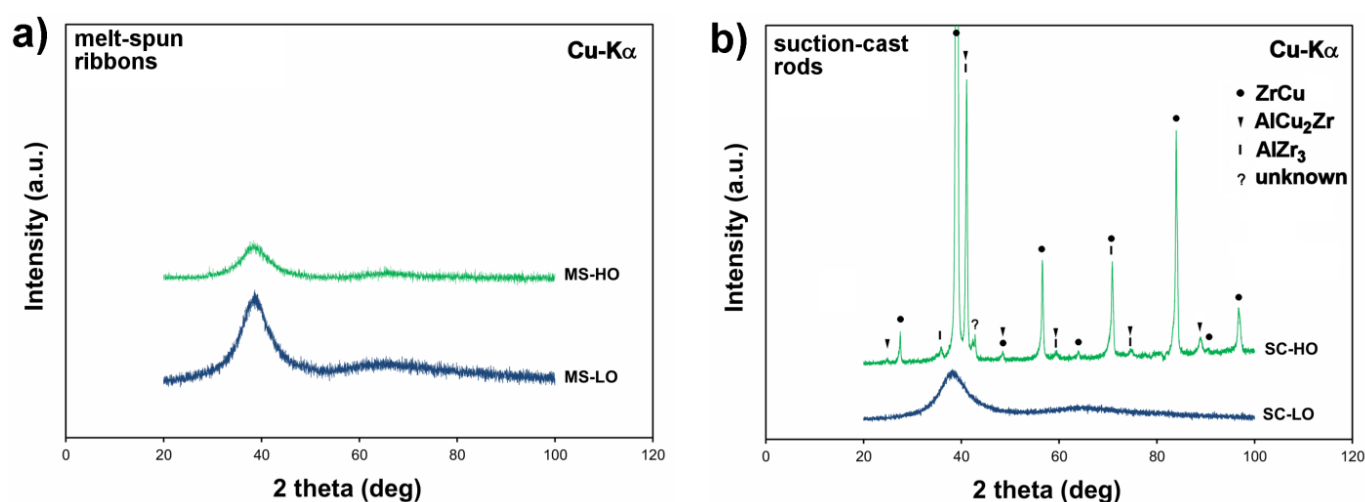 a)
melt-spun
ribbons
Cu-Kα
Intensity (a.u.)
MS-HO
MS-LO
0 20 40 60 80 100 120
2 theta (deg)
b)
suction-cast
rods
Cu-Kα
● ZrCu
▼ AlCu₂Zr
I AlZr₃
? unknown
Intensity (a.u.)
?
SC-HO
SC-LO
0 20 40 60 80 100 120
2 theta (deg)